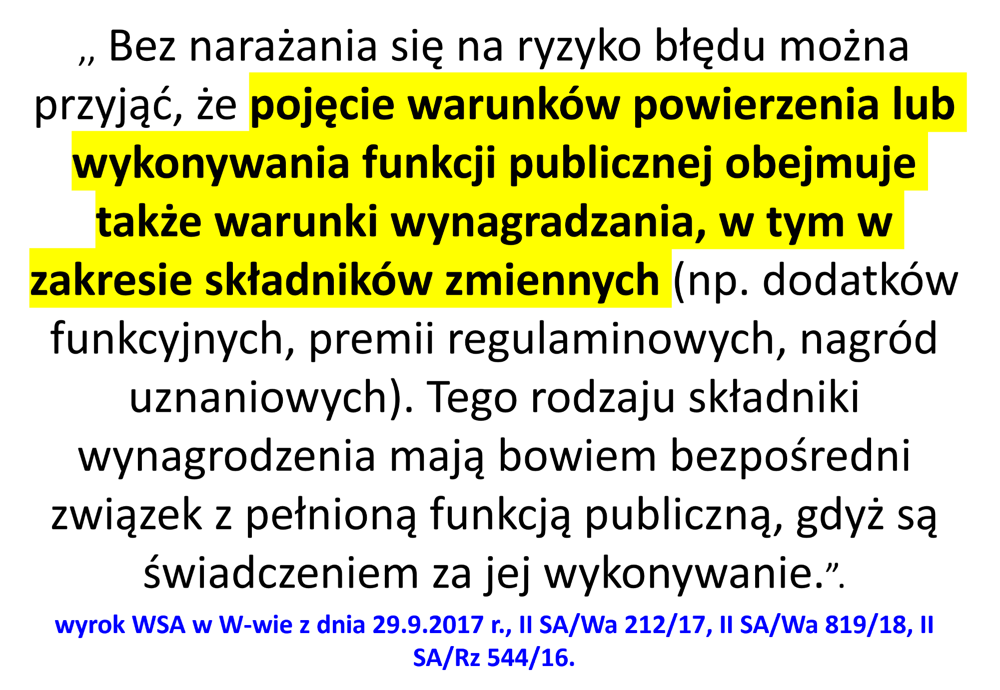 ,, Bez narażania się na ryzyko błędu można
przyjąć, że pojęcie warunków powierzenia lub
wykonywania funkcji publicznej obejmuje
także warunki wynagradzania, w tym w
zakresie składników zmiennych (np. dodatków
funkcyjnych, premii regulaminowych, nagród
uznaniowych). Tego rodzaju składniki
wynagrodzenia mają bowiem bezpośredni
związek z pełnioną funkcją publiczną, gdyż są
świadczeniem za jej wykonywanie.”.
wyrok WSA w W-wie z dnia 29.9.2017 r., II SA/Wa 212/17, II SA/Wa 819/18, II
SA/Rz 544/16.